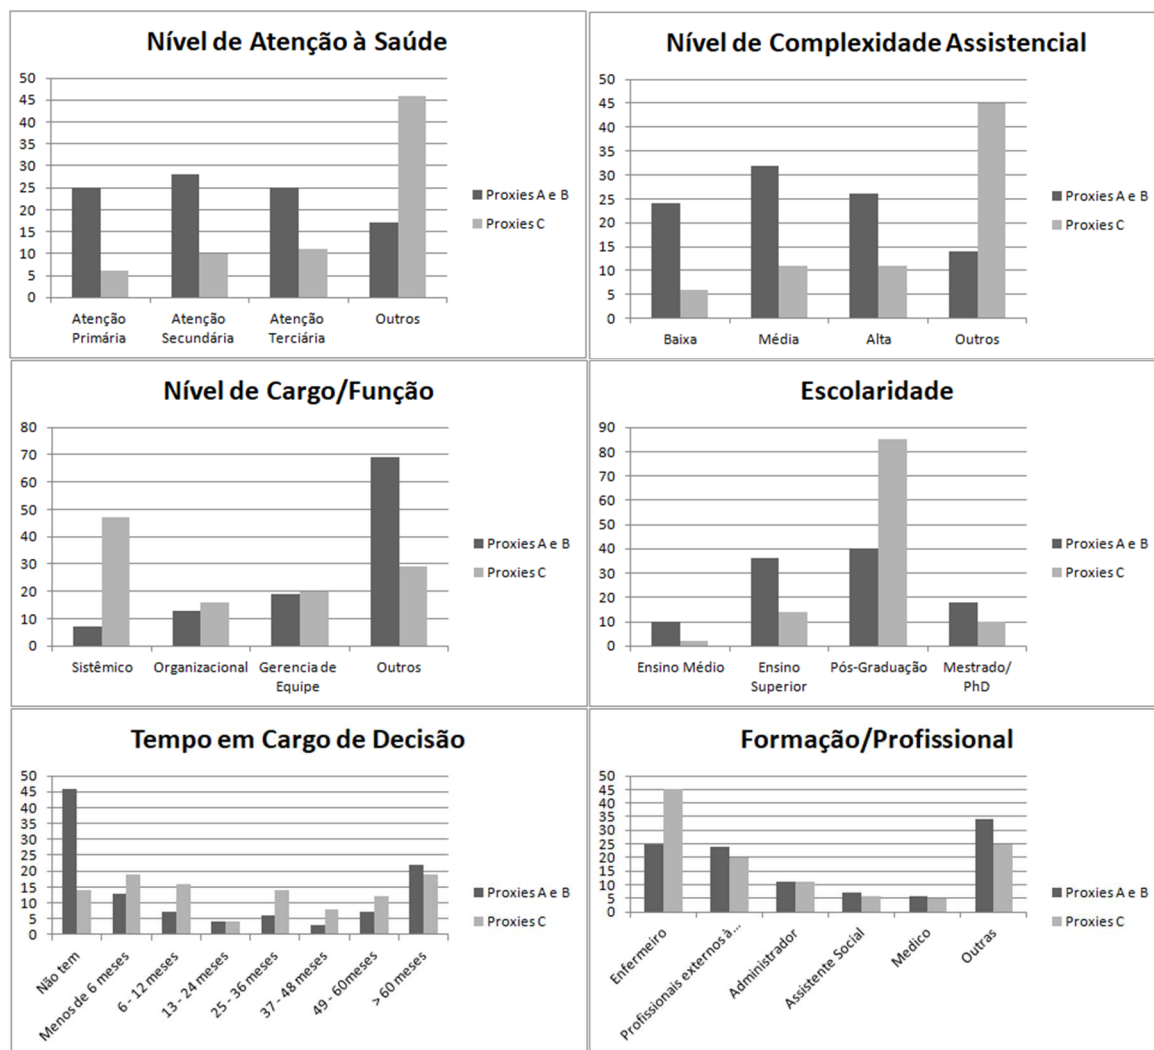 Nível de Atenção à Saúde
50
45
40
35
30
25
20
15
10
5
0
Atenção Primária
Atenção Secundária
Atenção Terciária
Outros
Proxies A e B
Proxies C
Nível de Complexidade Assistencial
50
45
40
35
30
25
20
15
10
5
0
Baixa
Média
Alta
Outros
Proxies A e B
Proxies C
Nível de Cargo/Função
80
70
60
50
40
30
20
10
0
Sistêmico
Organizacional
Gerencia de Equipe
Outros
Proxies A e B
Proxies C
Escolaridade
90
80
70
60
50
40
30
20
10
0
Ensino Médio
Ensino Superior
Pós-Graduação
Mestrado/ PhD
Proxies A e B
Proxies C
Tempo em Cargo de Decisão
50
45
40
35
30
25
20
15
10
5
0
Não tem
Menos de 6 meses
6 - 12 meses
13 - 24 meses
25 - 36 meses
37 - 48 meses
49 - 60meses
> 60 meses
Proxies A e B
Proxies C
Formação/Profissional
50
45
40
35
30
25
20
15
10
5
0
Enfermeiro
Profissionais externos à...
Administrador
Assistente Social
Medico
Outras
Proxies A e B
Proxies C